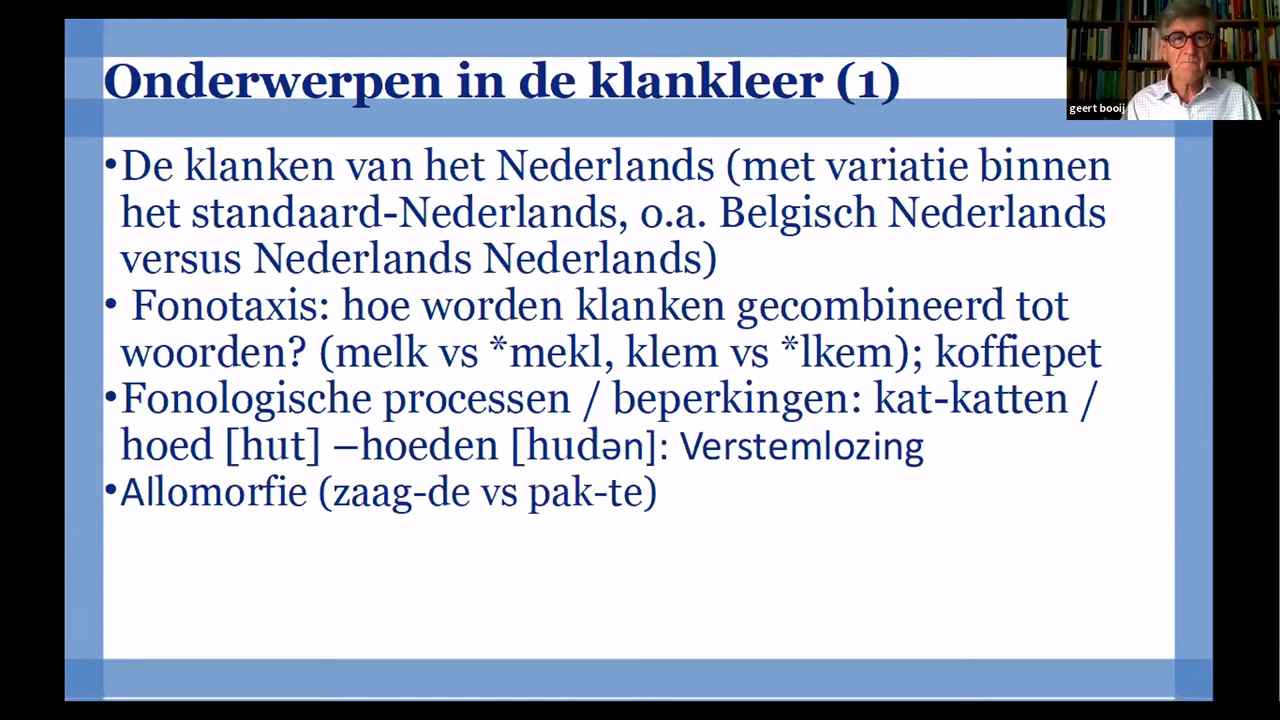 Onderwerpen in de klankleer (1)
geert booij
•De klanken van het Nederlands (met variatie binnen
het standaard-Nederlands, o.a. Belgisch Nederlands
versus Nederlands Nederlands)
• Fonotaxis: hoe worden klanken gecombineerd tot
woorden? (melk vs *mekl, klem vs *lkem); koffiepet
•Fonologische processen / beperkingen: kat-katten /
hoed [hut] –hoeden [hudən]: Verstemlozing
•Allomorfie (zaag-de vs pak-te)